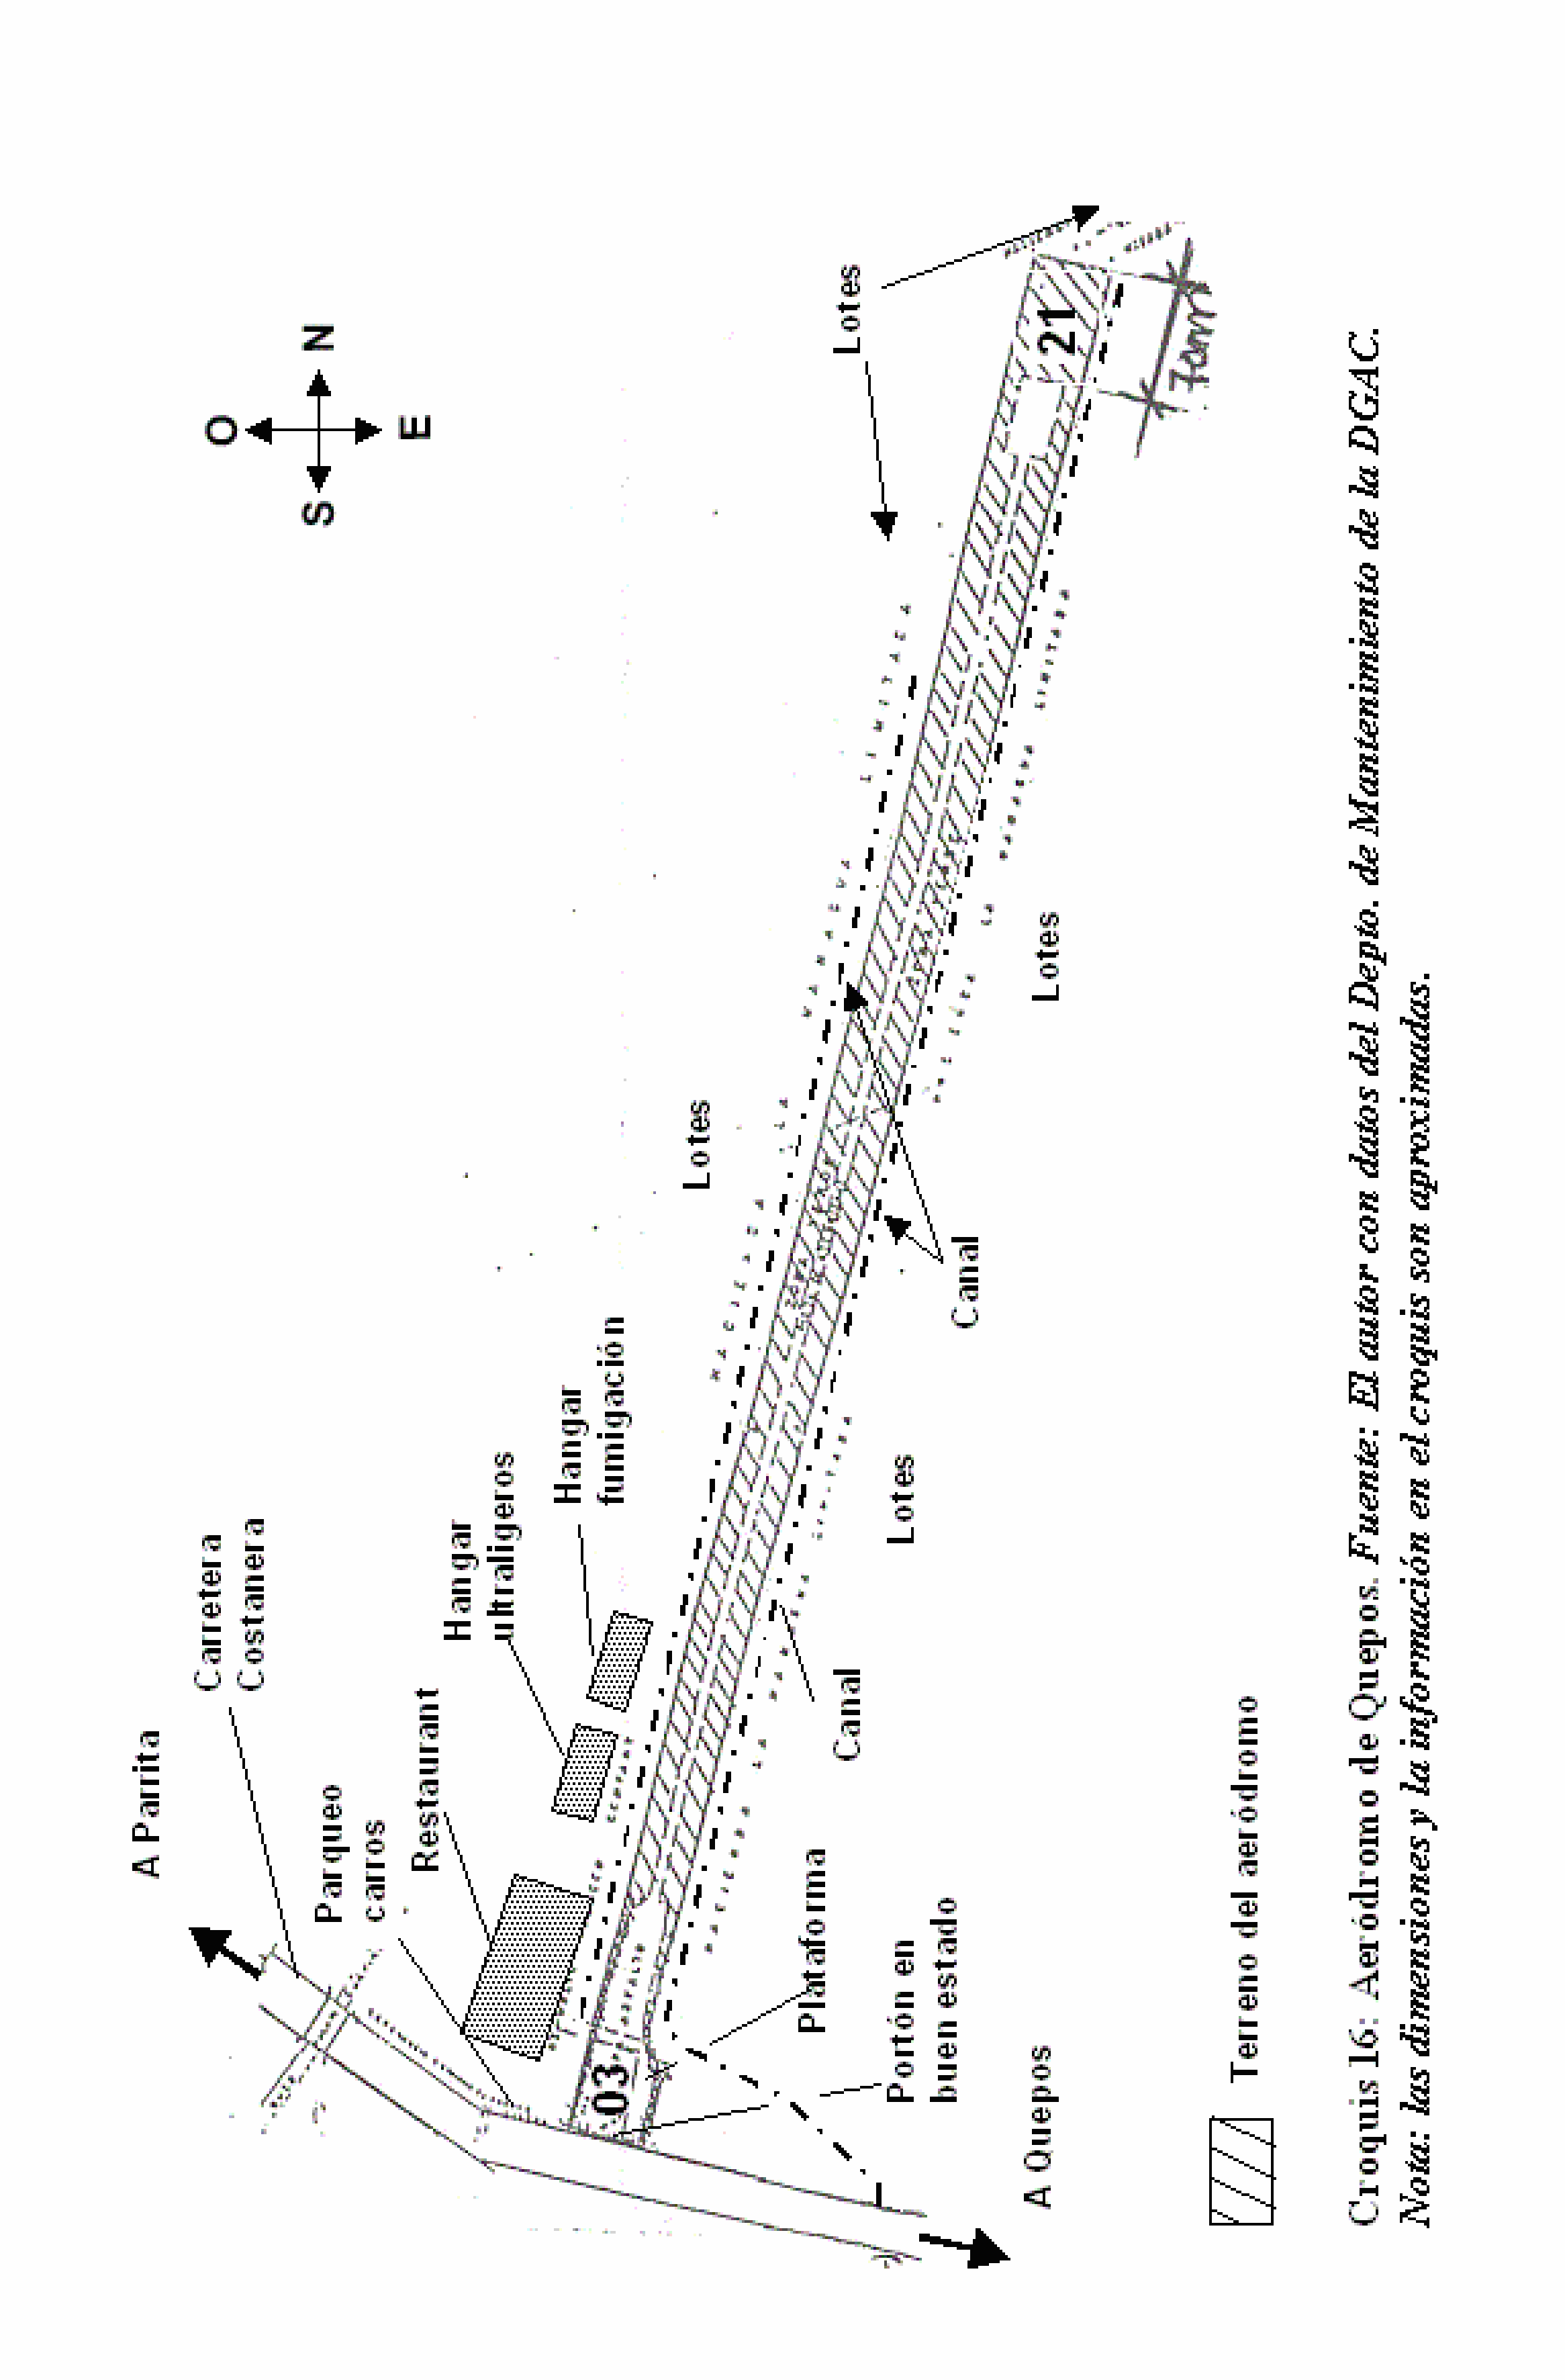 O
S
N
E
A Parrita
Carretera
Costanera
Parqueo
carros
Restaurant
Hangar
ultraligeros
Hangar
fumigación
Lotes
Lotes
03
21
70m
Canal
Canal
Lotes
Lotes
Plataforma
Portón en
buen estado
A Quepos
Terreno del aeródromo
Croquis 16: Aeródromo de Quepos. Fuente: El autor con datos del Depto. de Mantenimiento de la DGAC.
Nota: las dimensiones y la información en el croquis son aproximadas.